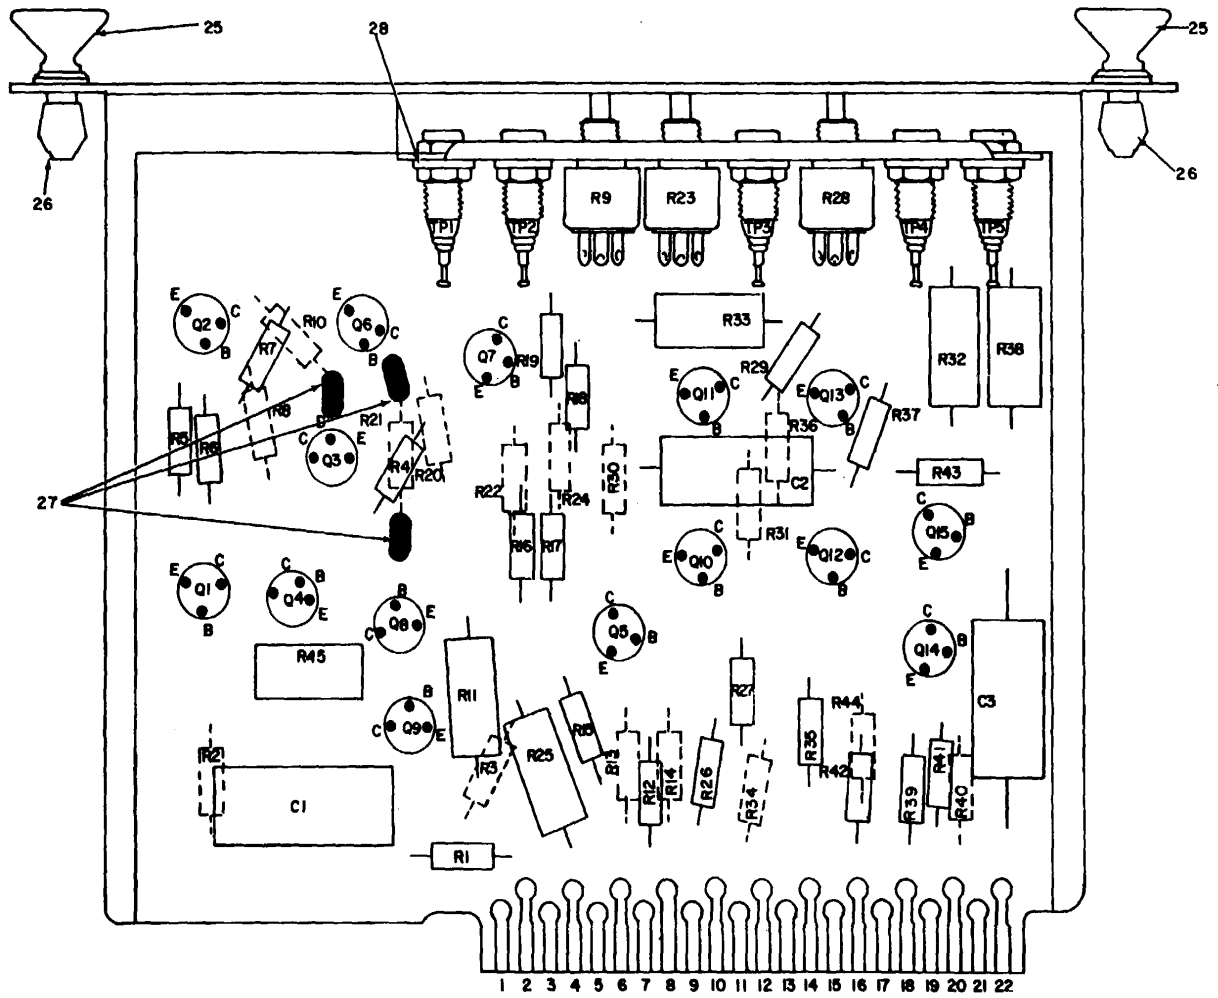 25
28
25
26
26
R9
R23
R28
TP1
TP2
TP3
TP4
TP5
E
C
Q2
B
R10
R7
E
Q6
C
B
C
Q7
B
E
R19
R18
R33
R29
R32
R38
E
Q11
C
B
E
Q13
C
B
R37
R36
R5
R6
R8
B
C
E
Q3
R21
R4
R20
R22
R24
R30
C2
R43
27
R16
R17
R31
C
B
Q15
E
C
E
Q10
B
E
Q12
C
B
E
C
Q1
B
C
B
Q4
E
B
E
Q8
C
C
Q5
B
E
C
B
Q14
E
R45
R11
R27
C3
B
C
Q9
E
R15
R25
R44
R35
R2
R3
R13
R12
R14
R26
R34
R42
R39
R41
R40
C1
R1
1 2 3 4 5 6 7 8 9 10 11 12 13 14 15 16 17 18 19 20 21 22